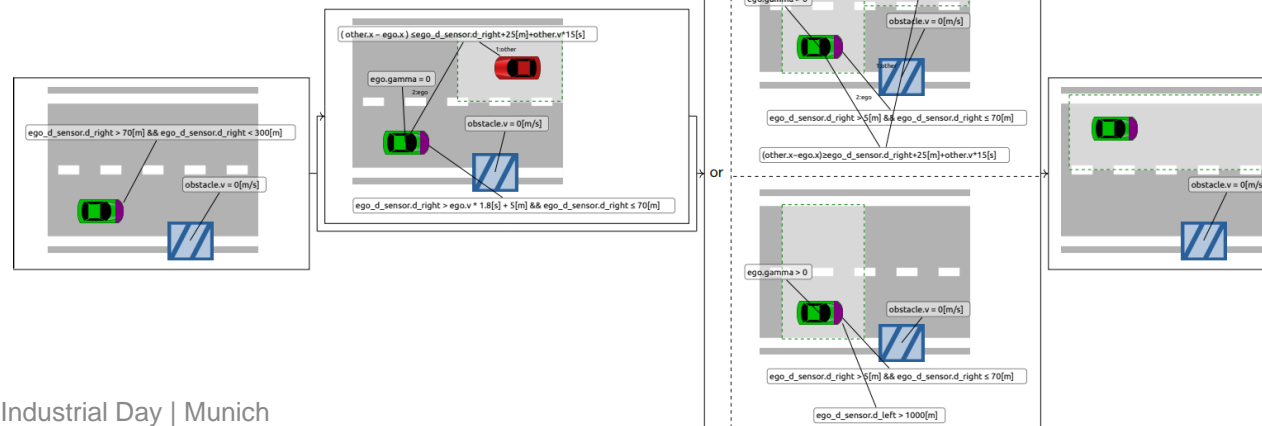 ego_d_sensor.d_right > 70[m] && ego_d_sensor.d_right < 300[m]
obstacle.v = 0[m/s]
( other.x − ego.x ) ≤ego_d_sensor.d_right+25[m]+other.v*15[s]
1:other
ego.gamma = 0
2:ego
obstacle.v = 0[m/s]
ego_d_sensor.d_right > ego.v * 1.8[s] + 5[m] && ego_d_sensor.d_right ≤ 70[m]
or
obstacle.v = 0[m/s]
1:other
2:ego
ego_d_sensor.d_right > 5[m] && ego_d_sensor.d_right ≤ 70[m]
(other.x−ego.x)≥ego_d_sensor.d_right+25[m]+other.v*15[s]
ego.gamma > 0
obstacle.v = 0[m/s]
ego_d_sensor.d_right > 5[m] && ego_d_sensor.d_right ≤ 70[m]
ego_d_sensor.d_left > 1000[m]
obstacle.v = 0[m/s
Industrial Day | Munich